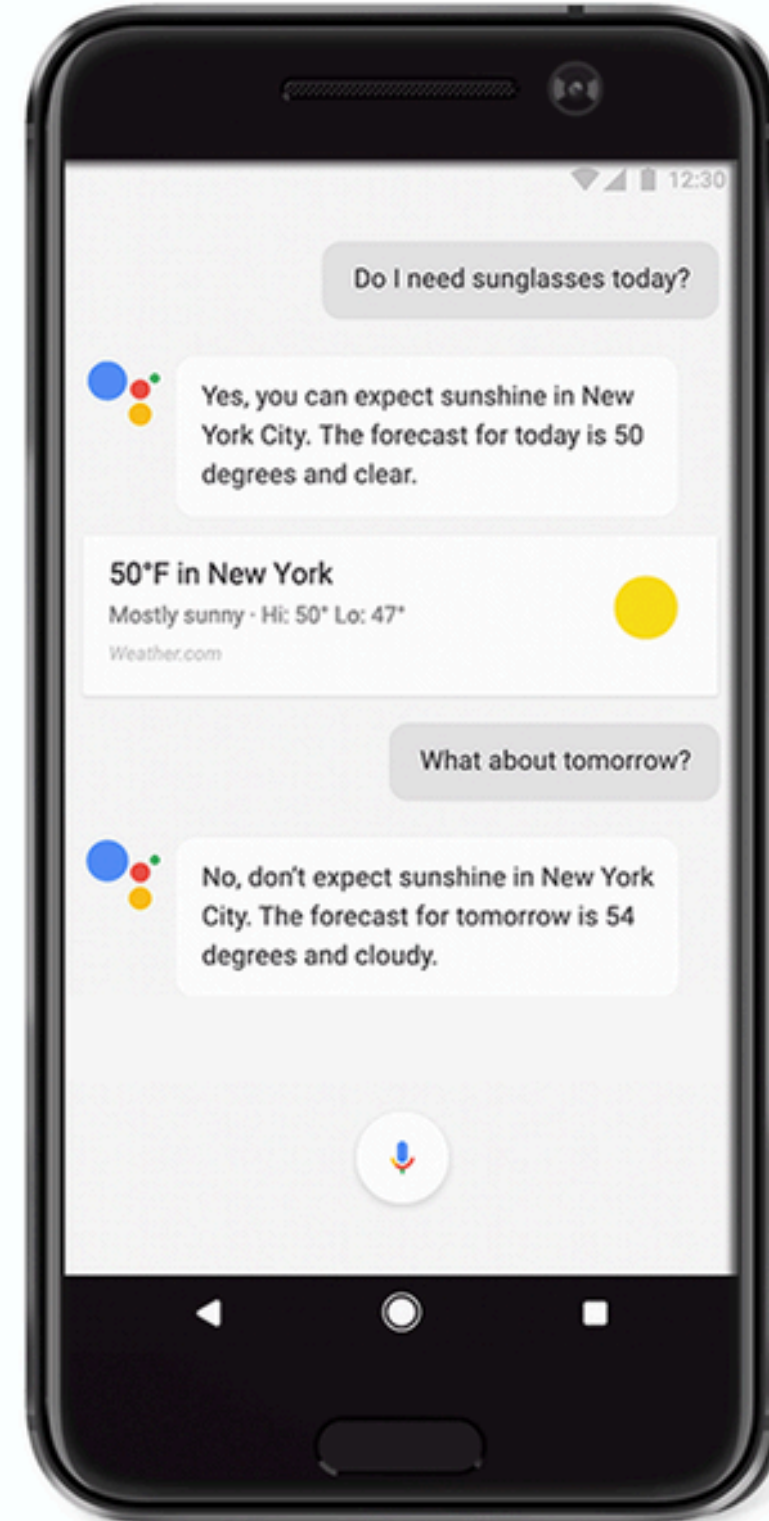 12:30
Do I need sunglasses today?
Yes, you can expect sunshine in New
York City. The forecast for today is 50
degrees and clear.
50°F in New York
Mostly sunny · Hi: 50° Lo: 47°
Weather.com
What about tomorrow?
No, don't expect sunshine in New York
City. The forecast for tomorrow is 54
degrees and cloudy.